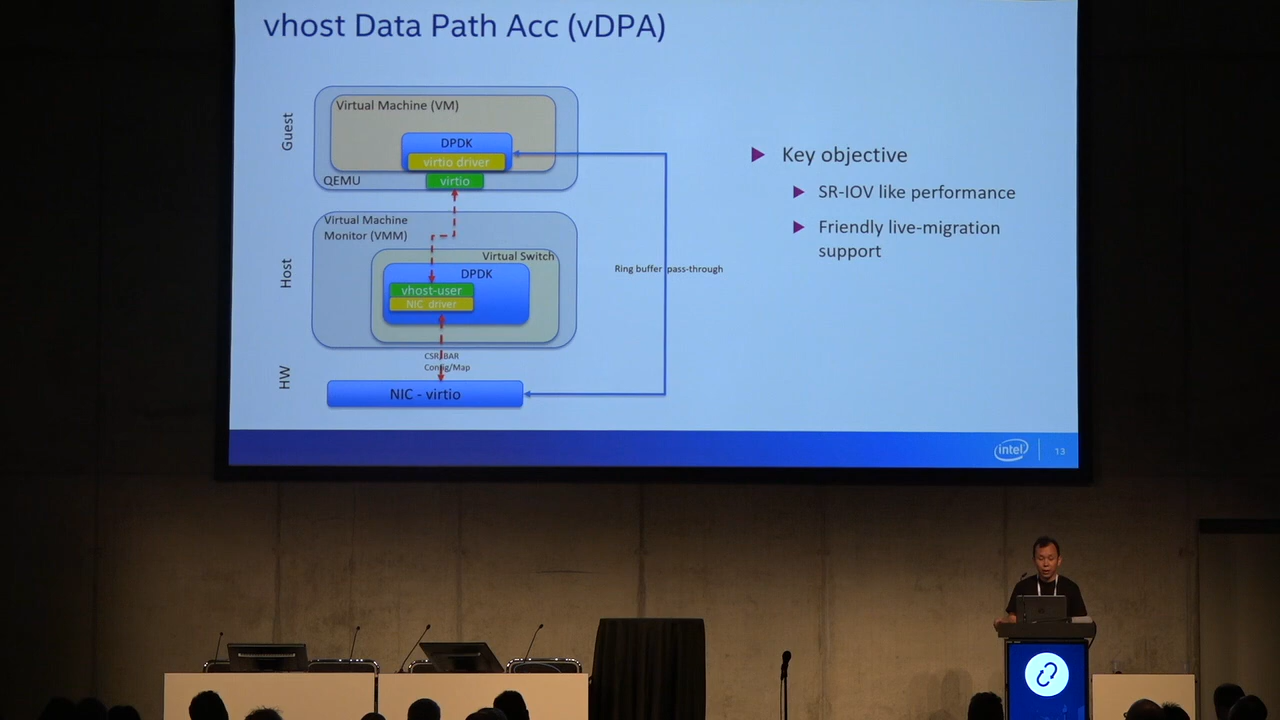 vhost Data Path Acc (vDPA)
Guest
Virtual Machine (VM)
DPDK
virtio driver
QEMU
virtio
Host
Virtual Machine
Monitor (VMM)
Virtual Switch
DPDK
vhost-user
NIC driver
CSR/BAR
Config/Map
HW
NIC - virtio
Ring buffer pass-through
Key objective
SR-IOV like performance
Friendly live-migration
support
intel
13